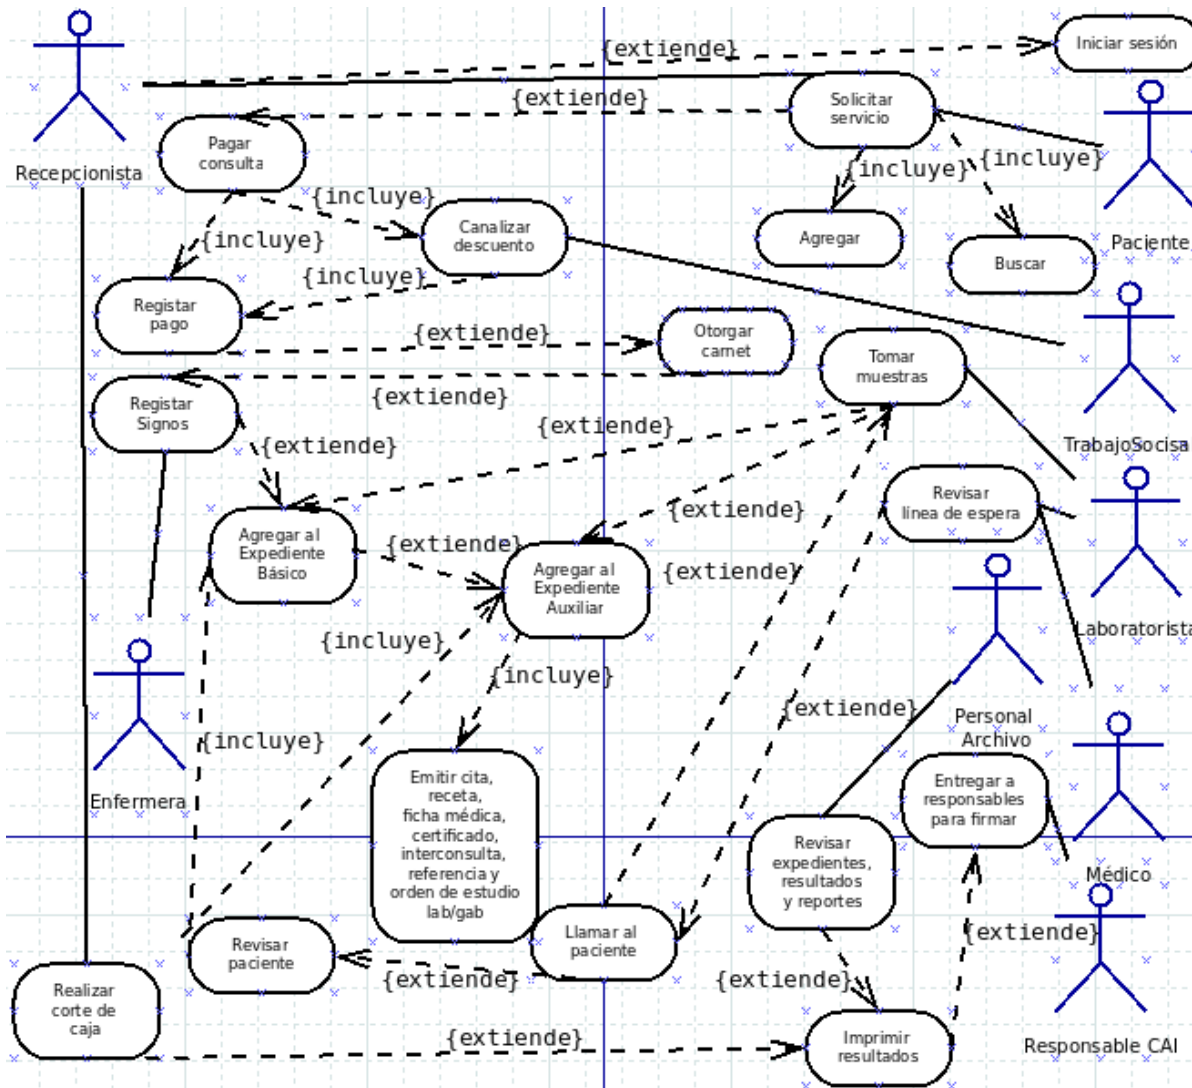 {extiende}
Iniciar sesión
Recepcionista
{extiende}
Solicitar
servicio
Pagar
consulta
{incluye}
{incluye}
Paciente
{incluye}
Canalizar
descuento
{incluye}
Agregar
Buscar
{incluye}
Registar
pago
{extiende}
Otorgar
carnet
Tomar
muestras
Registar
Signos
{extiende}
{extiende}
{extiende}
TrabajoSocisa
Revisar
línea de espera
{extiende}
Agregar al
Expediente
Básico
{extiende}
Agregar al
Expediente
Auxiliar
{extiende}
{incluye}
Laboratorista
{incluye}
Enfermera
{incluye}
{extiende}
Personal
Archivo
Emitir cita,
receta,
ficha médica,
certificado,
interconsulta,
referencia y
orden de estudio
lab/gab
Entregar a
responsables
para firmar
Revisar
expedientes,
resultados
y reportes
Médico
Revisar
paciente
Llamar al
paciente
{extiende}
{extiende}
{extiende}
Realizar
corte de
caja
{extiende}
Imprimir
resultados
Responsable CAI